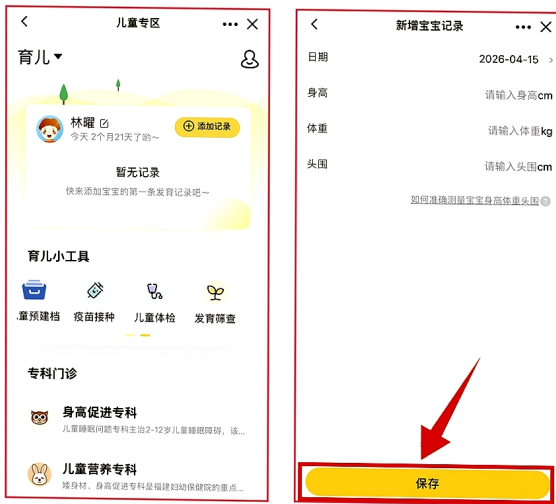 儿童专区
育儿
林曜
今天 2个月21天了哟～
添加记录
暂无记录
快来添加宝宝的第一条发育记录吧～
育儿小工具
童预建档
疫苗接种
儿童体检
发育筛查
专科门诊
身高促进专科
儿童睡眠问题专科主治2-12岁儿童睡眠障碍，该...
儿童营养专科
矮身材、身高促进专科是福建妇幼保健院的重点...
新增宝宝记录
日期
2026-04-15
身高
请输入身高cm
体重
请输入体重kg
头围
请输入头围cm
如何准确测量宝宝身高体重头围?
保存